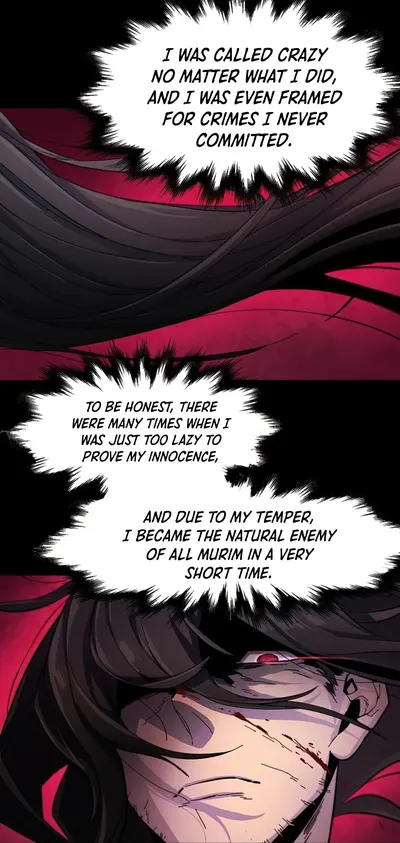 I WAS CALLED CRAZY
NO MATTER WHAT I DID,
AND I WAS EVEN FRAMED
FOR CRIMES I NEVER
COMMITTED.
TO BE HONEST, THERE
WERE MANY TIMES WHEN I
WAS JUST TOO LAZY TO
PROVE MY INNOCENCE,
AND DUE TO MY TEMPER,
I BECAME THE NATURAL ENEMY
OF ALL MURIM IN A VERY
SHORT TIME.